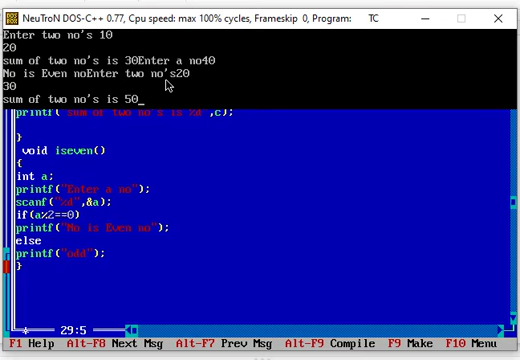 NeuTroN DOS-C++ 0.77, Cpu speed: max 100% cycles, Frameskip 0, Program: TC
Enter two no's 10
20
sum of two no's is 30Enter a no40
No is Even noEnter two no's20
30
sum of two no's is 50_
printf("sum of two no's is %d",c);
}
void iseven()
{
int a;
printf("Enter a no");
scanf("%d",&a);
if(a%2==0)
printf("No is Even no");
else
printf("odd");
}
29:5
F1 Help Alt-F8 Next Msg Alt-F7 Prev Msg Alt-F9 Compile F9 Make F10 Menu